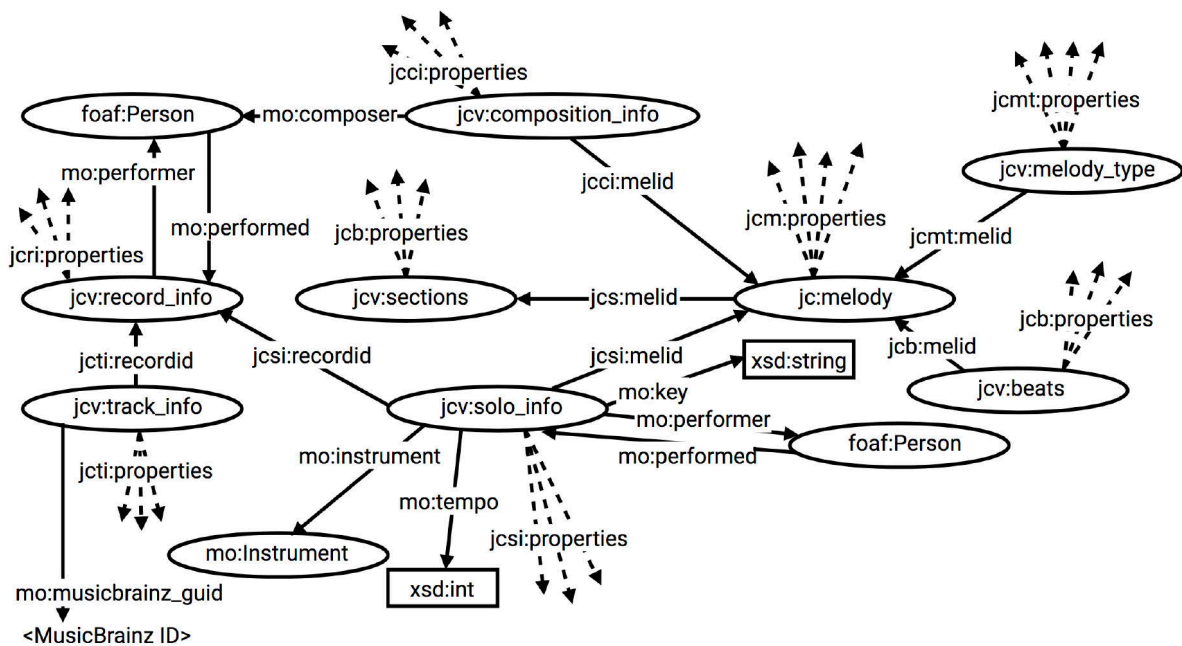 jcci:properties
jcmt:properties
foaf:Person
mo:composer
jcv:composition_info
mo:performer
jcv:melody_type
jcci:melid
jcm:properties
mo:performed
jcb:properties
jcmt:melid
jcri:properties
jcv:record_info
jcv:sections
jcs:melid
jc:melody
jcb:properties
jcti:recordid
jcsi:recordid
jcsi:melid
xsd:string
jcb:melid
mo:key
jcv:beats
jcv:track_info
jcv:solo_info
mo:performer
foaf:Person
mo:instrument
mo:performed
jcti:properties
mo:tempo
jcsi:properties
mo:Instrument
xsd:int
mo:musicbrainz_guid
<MusicBrainz ID>